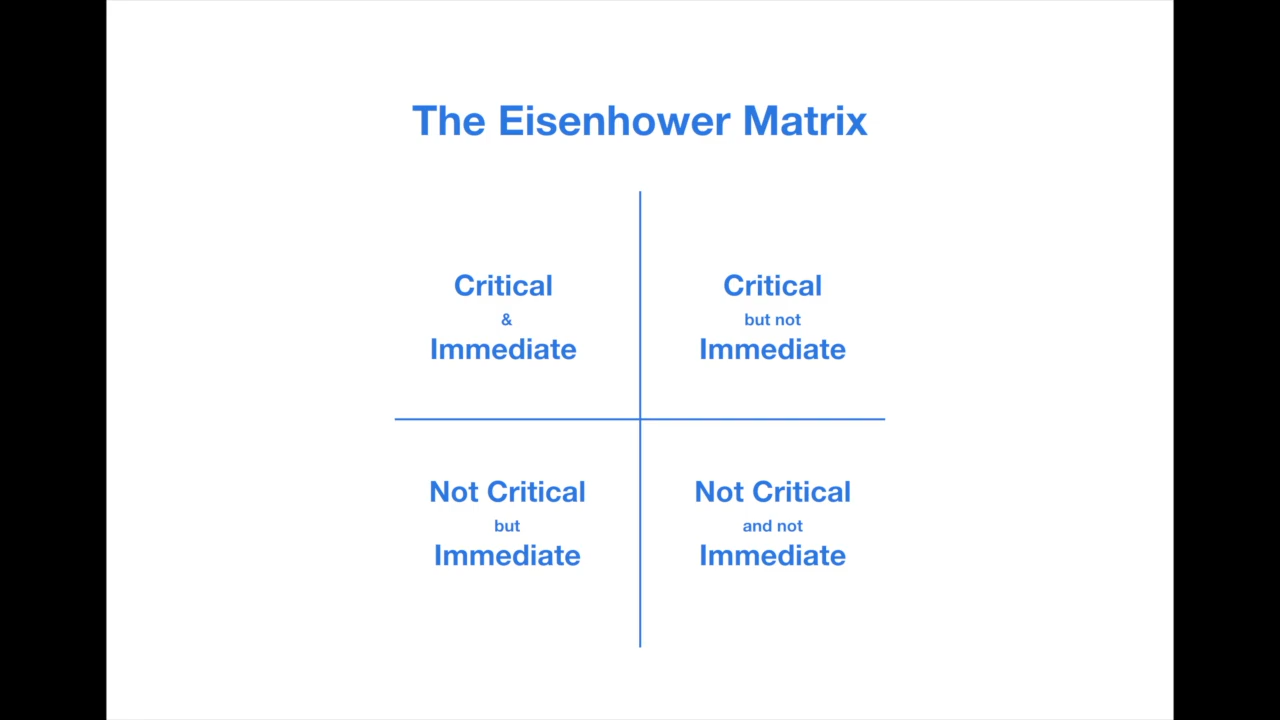 The Eisenhower Matrix
Critical
&
Immediate
Critical
but not
Immediate
Not Critical
but
Immediate
Not Critical
and not
Immediate